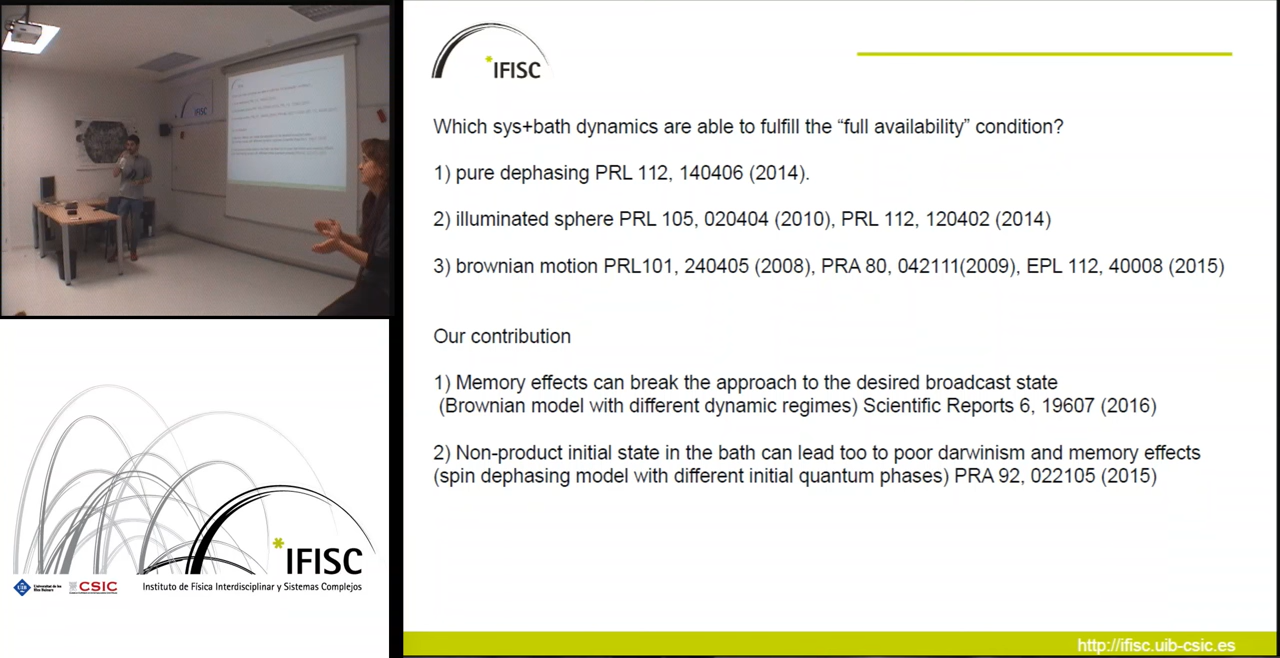 IFISC
Which sys+bath dynamics are able to fulfill the “full availability” condition?
1) pure dephasing PRL 112, 140406 (2014).
2) illuminated sphere PRL 105, 020404 (2010), PRL 112, 120402 (2014)
3) brownian motion PRL101, 240405 (2008), PRA 80, 042111(2009), EPL 112, 40008 (2015)
Our contribution
1) Memory effects can break the approach to the desired broadcast state
(Brownian model with different dynamic regimes) Scientific Reports 6, 19607 (2016)
2) Non-product initial state in the bath can lead too to poor darwinism and memory effects
(spin dephasing model with different initial quantum phases) PRA 92, 022105 (2015)
http://ifisc.uib-csic.es
IFISC
IFISC
UIB
CSIC
Instituto de Física Interdisciplinar y Sistemas Complejos